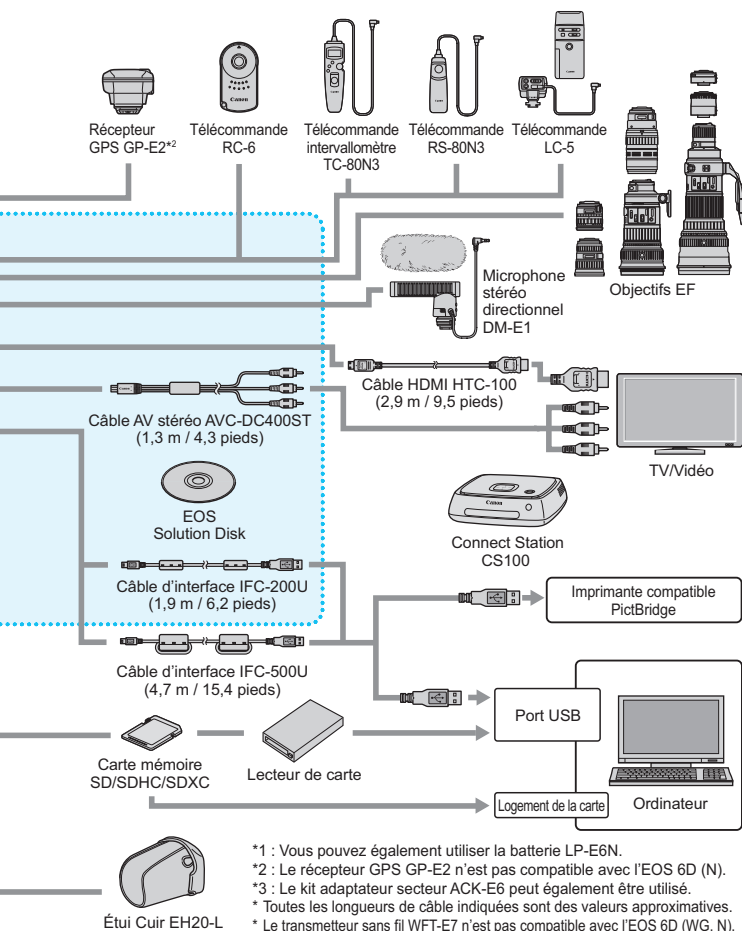 Récepteur
GPS GP-E2*2
Télécommande
RC-6
Télécommande
intervallomètre
TC-80N3
Télécommande
RS-80N3
Télécommande
LC-5
Canon
Objectifs EF
Microphone
stéréo
directionnel
DM-E1
Câble HDMI HTC-100
(2,9 m / 9,5 pieds)
Câble AV stéréo AVC-DC400ST
(1,3 m / 4,3 pieds)
TV/Vidéo
EOS
Solution Disk
Canon
Connect Station
CS100
Câble d’interface IFC-200U
(1,9 m / 6,2 pieds)
Imprimante compatible
PictBridge
Câble d’interface IFC-500U
(4,7 m / 15,4 pieds)
Port USB
Carte mémoire
SD/SDHC/SDXC
Lecteur de carte
Logement de la carte
Ordinateur
Étui Cuir EH20-L
*1 : Vous pouvez également utiliser la batterie LP-E6N.
*2 : Le récepteur GPS GP-E2 n’est pas compatible avec l’EOS 6D (N).
*3 : Le kit adaptateur secteur ACK-E6 peut également être utilisé.
* Toutes les longueurs de câble indiquées sont des valeurs approximatives.
* Le transmetteur sans fil WFT-E7 n’est pas compatible avec l’EOS 6D (WG, N).